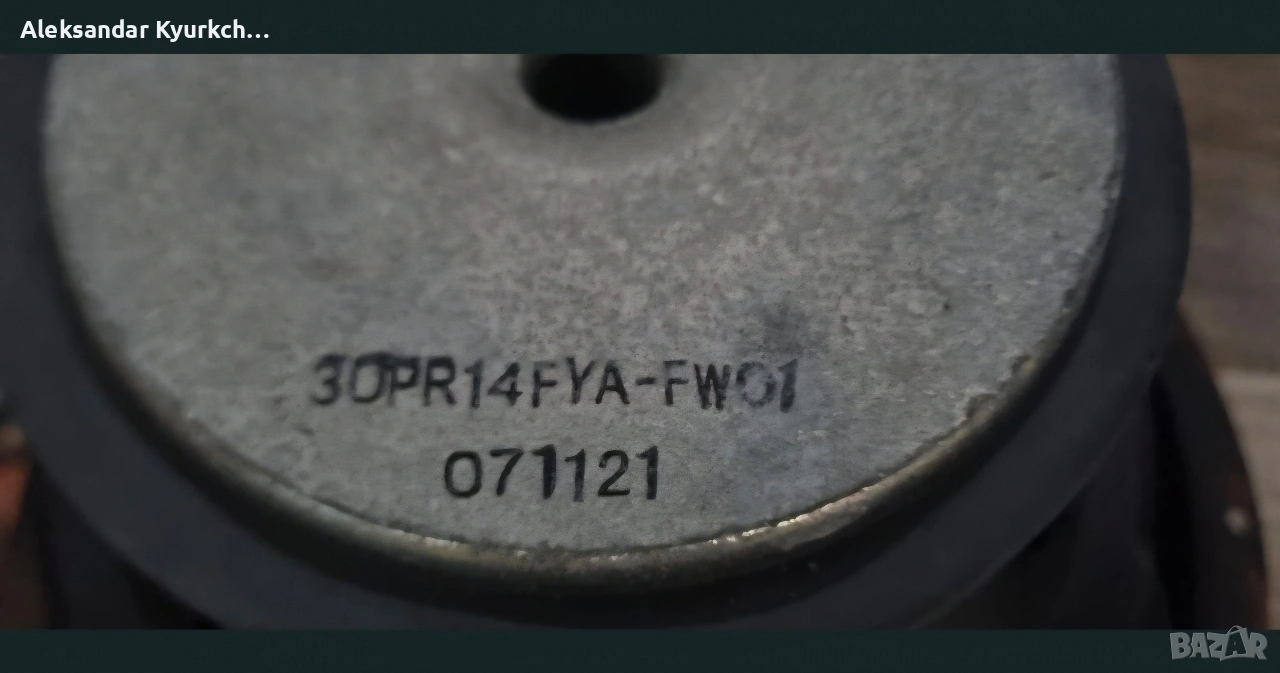 Aleksandar Kyurkch...
30PR14FYA-FW01
071121
BAZAR